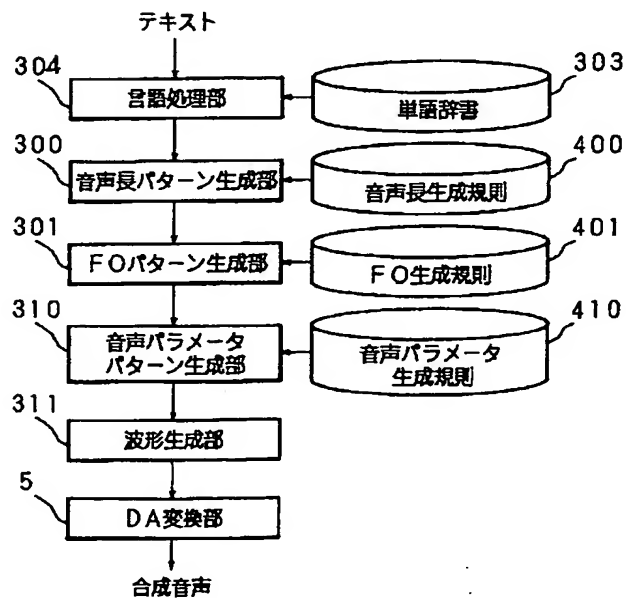 テキスト
304
言語処理部
303
単語辞書
300
音声長パターン生成部
400
音声長生成規則
301
FOパターン生成部
401
FO生成規則
310
音声パラメータ
パターン生成部
410
音声パラメータ
生成規則
311
波形生成部
5
DA変換部
合成音声